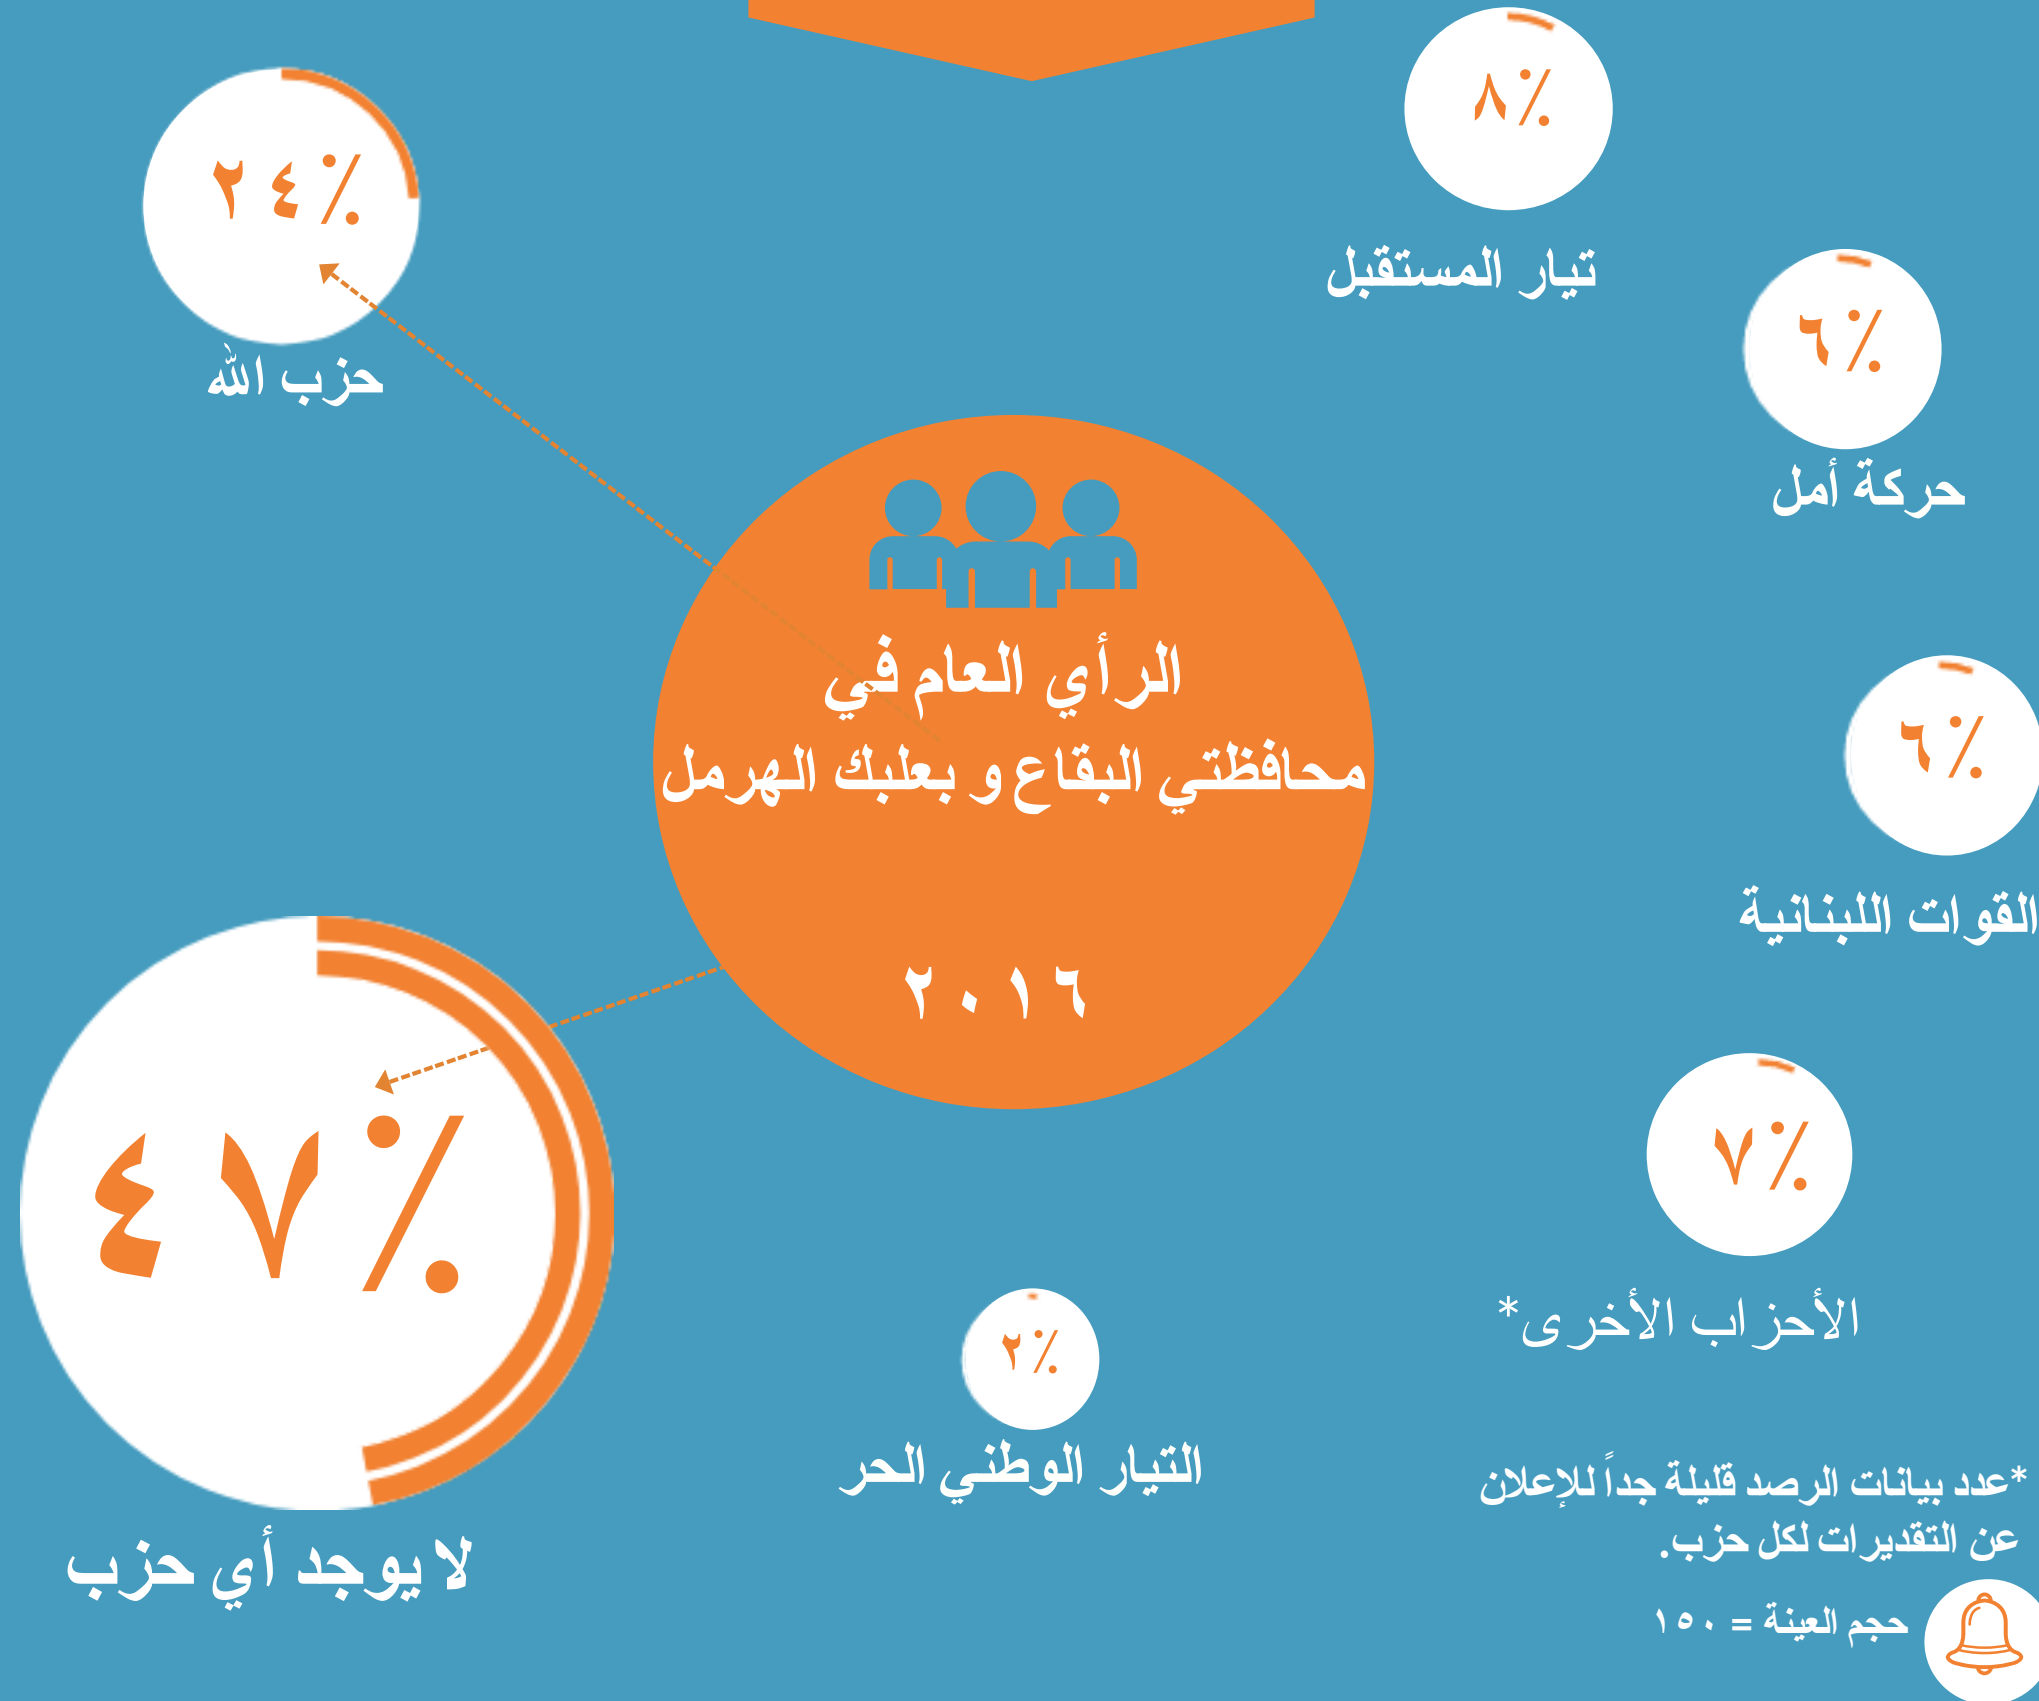 ٪٨
تيار المستقبل
٪٢٤
حزب الله
٪٦
حركة أمل
الرأي العام في
محافظتي البقاع و بعلبك الهرمل
٢٠١٦
٪٦
القوات اللبنانية
٪٤٧
لا يوجد أي حزب
٪٧
الأحزاب الأخرى*
٪٢
التيار الوطني الحر
*عدد بيانات الرصد قليلة جداً للإعلان
عن التقديرات لكل حزب.
حجم العينة = ١٥٠